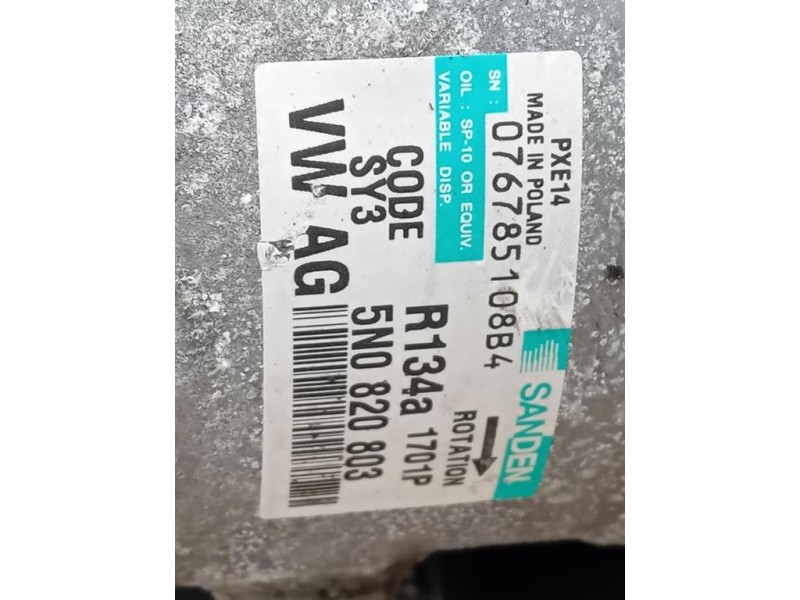 PXE14
MADE IN POLAND
SN : 076785108B4
SANDEN
OIL : SP-10 OR EQUIV.
VARIABLE DISP.
ROTATION
CODE
SY3
R134a 1701P
VW AG
5N0 820 803